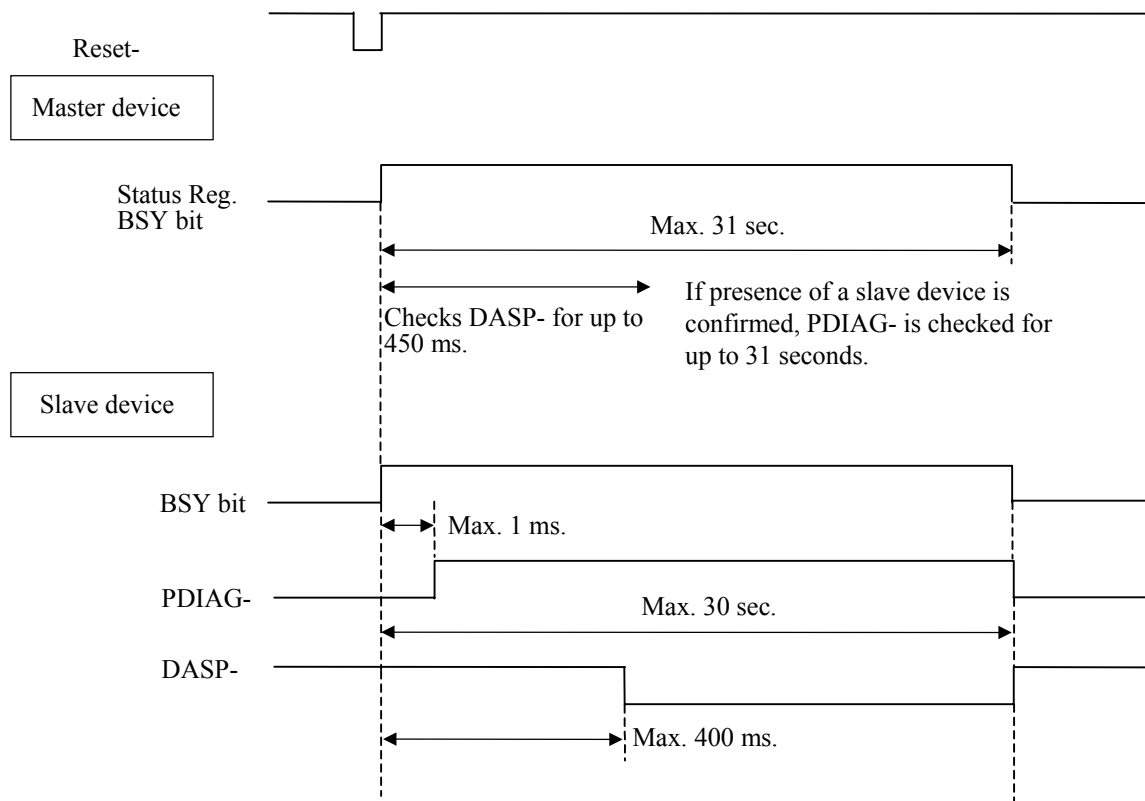 Reset-
Master device
Status Reg.
BSY bit
Max. 31 sec.
Checks DASP- for up to
450 ms.
If presence of a slave device is
confirmed, PDIAG- is checked for
up to 31 seconds.
Slave device
BSY bit
Max. 1 ms.
PDIAG-
Max. 30 sec.
DASP-
Max. 400 ms.